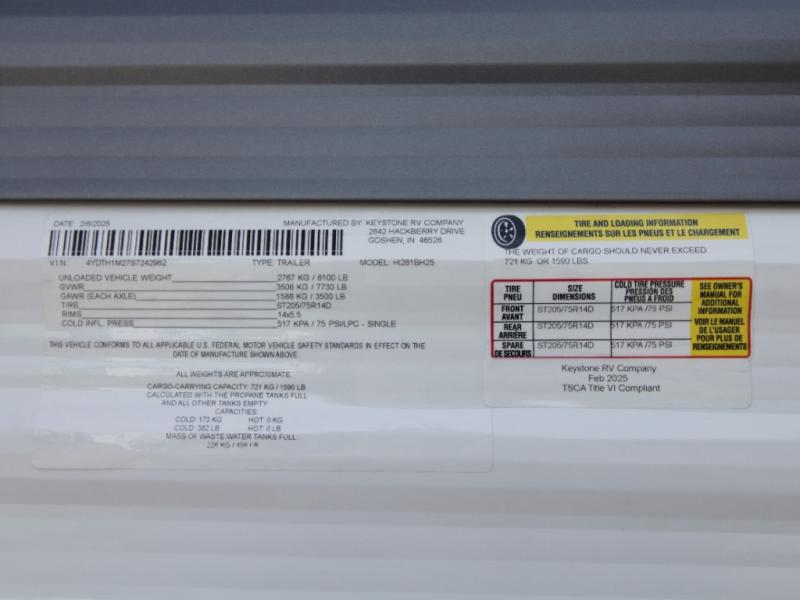 DATE: 2/6/2025 MANUFACTURED BY KEYSTONE RV COMPANY
2642 HACKBERRY DRIVE
GOSHEN, IN 46526
V.I.N. 4YDTH1M27S7242962 TYPE: TRAILER MODEL: HI261BH25
UNLOADED VEHICLE WEIGHT 2767 KG / 6100 LB
GVWR 3506 KG / 7730 LB
GAWR (EACH AXLE) 1588 KG / 3500 LB
TIRE ST205/75R14D
RIMS 14x5.5
COLD INFL. PRESS 517 KPA / 75 PSI/LPC - SINGLE
THIS VEHICLE CONFORMS TO ALL APPLICABLE U.S. FEDERAL MOTOR VEHICLE SAFETY STANDARDS IN EFFECT ON THE
DATE OF MANUFACTURE SHOWN ABOVE.
ALL WEIGHTS ARE APPROXIMATE.
CARGO-CARRYING CAPACITY: 721 KG / 1590 LB
CALCULATED WITH THE PROPANE TANKS FULL
AND ALL OTHER TANKS EMPTY.
CAPACITIES:
COLD: 173 KG HOT: 0 KG
COLD: 382 LB HOT: 0 LB
MASS OF WASTE WATER TANKS FULL:
TIRE AND LOADING INFORMATION
RENSEIGNEMENTS SUR LES PNEUS ET LE CHARGEMENT
THE WEIGHT OF CARGO SHOULD NEVER EXCEED
721 KG OR 1590 LBS.
TIRE
PNEU
SIZE
DIMENSIONS
COLD TIRE PRESSURE
PRESSION DES
PNEUS A FROID
FRONT
AVANT
ST205/75R14D
517 KPA /75 PSI
REAR
ARRIÈRE
ST205/75R14D
517 KPA /75 PSI
SPARE
DE SECOURS
ST205/75R14D
517 KPA /75 PSI
SEE OWNER'S
MANUAL FOR
ADDITIONAL
INFORMATION
VOIR LE MANUEL
DE L'USAGER
POUR PLUS DE
RENSEIGNEMENTS
Keystone RV Company
Feb 2025
TSCA Title VI Compliant